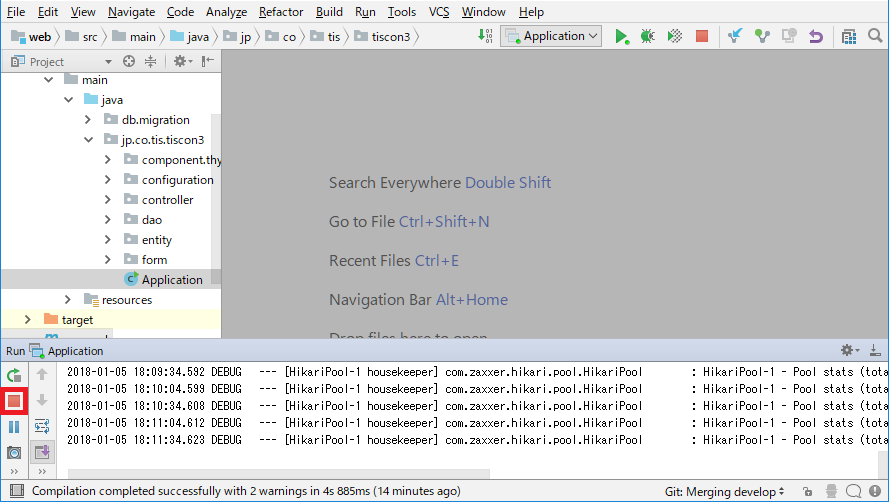 File Edit View Navigate Code Analyze Refactor Build Run Tools VCS Window Help
web src main java jp co tis tiscon3 Application
Project
main
java
db.migration
jp.co.tis.tiscon3
component.thy
configuration
controller
dao
entity
form
Application
resources
target
Search Everywhere Double Shift
Go to File Ctrl+Shift+N
Recent Files Ctrl+E
Navigation Bar Alt+Home
Drop files here to open
Run Application
2018-01-05 18:09:34.592 DEBUG --- [HikariPool-1 housekeeper] com.zaxxer.hikari.pool.HikariPool : HikariPool-1 - Pool stats (tota
2018-01-05 18:10:04.599 DEBUG --- [HikariPool-1 housekeeper] com.zaxxer.hikari.pool.HikariPool : HikariPool-1 - Pool stats (tota
2018-01-05 18:10:34.608 DEBUG --- [HikariPool-1 housekeeper] com.zaxxer.hikari.pool.HikariPool : HikariPool-1 - Pool stats (tota
2018-01-05 18:11:04.612 DEBUG --- [HikariPool-1 housekeeper] com.zaxxer.hikari.pool.HikariPool : HikariPool-1 - Pool stats (tota
2018-01-05 18:11:34.623 DEBUG --- [HikariPool-1 housekeeper] com.zaxxer.hikari.pool.HikariPool : HikariPool-1 - Pool stats (tota
Compilation completed successfully with 2 warnings in 4s 885ms (14 minutes ago) Git: Merging develop